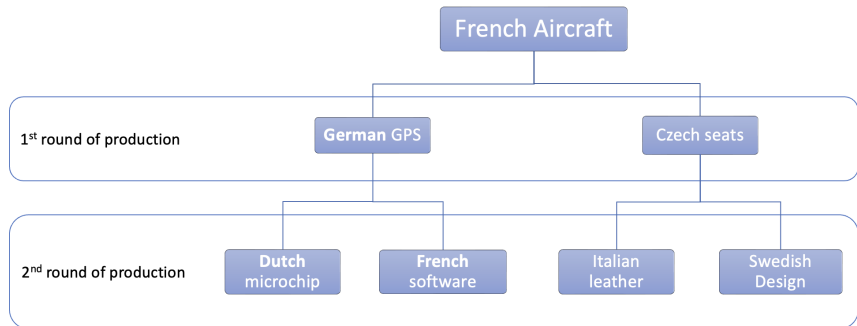 French Aircraft
1st round of production
German GPS
Czech seats
2nd round of production
Dutch
microchip
French
software
Italian
leather
Swedish
Design